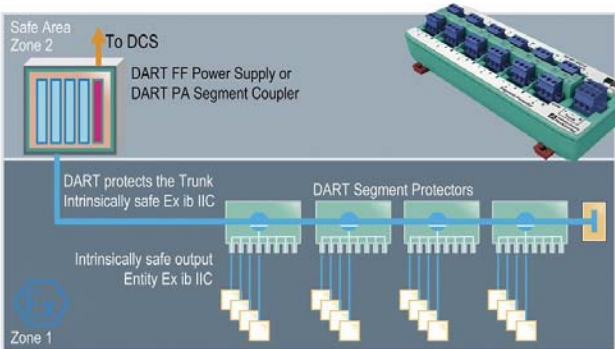 Safe Area
Zone 2
To DCS
DART FF Power Supply or
DART PA Segment Coupler
DART protects the Trunk
Intrinsically safe Ex ib IIC
DART Segment Protectors
Intrinsically safe output
Entity Ex ib IIC
Ex
Zone 1